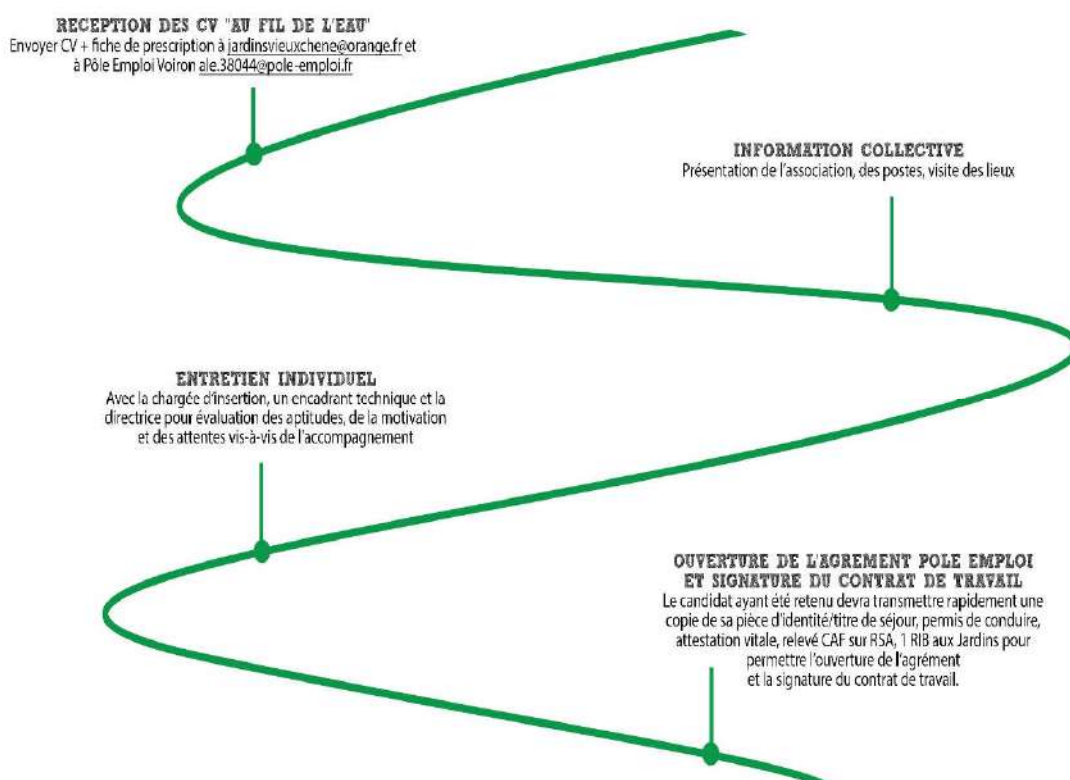 RECEPTION DES CV "AU FIL DE L'EAU"
Envoyer CV + fiche de prescription à jardinsvieuxchene@orange.fr et
à Pôle Emploi Voiron ale.38044@pole-emploi.fr
INFORMATION COLLECTIVE
Présentation de l'association, des postes, visite des lieux
ENTRETIEN INDIVIDUEL
Avec la chargée d'insertion, un encadrant technique et la
directrice pour évaluation des aptitudes, de la motivation
et des attentes vis-à-vis de l'accompagnement
OUVERTURE DE L'AGREMENT POLE EMPLOI
ET SIGNATURE DU CONTRAT DE TRAVAIL
Le candidat ayant été retenu devra transmettre rapidement une
copie de sa pièce d'identité/titre de séjour, permis de conduire,
attestation vitale, relevé CAF sur RSA, 1 RIB aux Jardins pour
permettre l'ouverture de l'agrément
et la signature du contrat de travail.